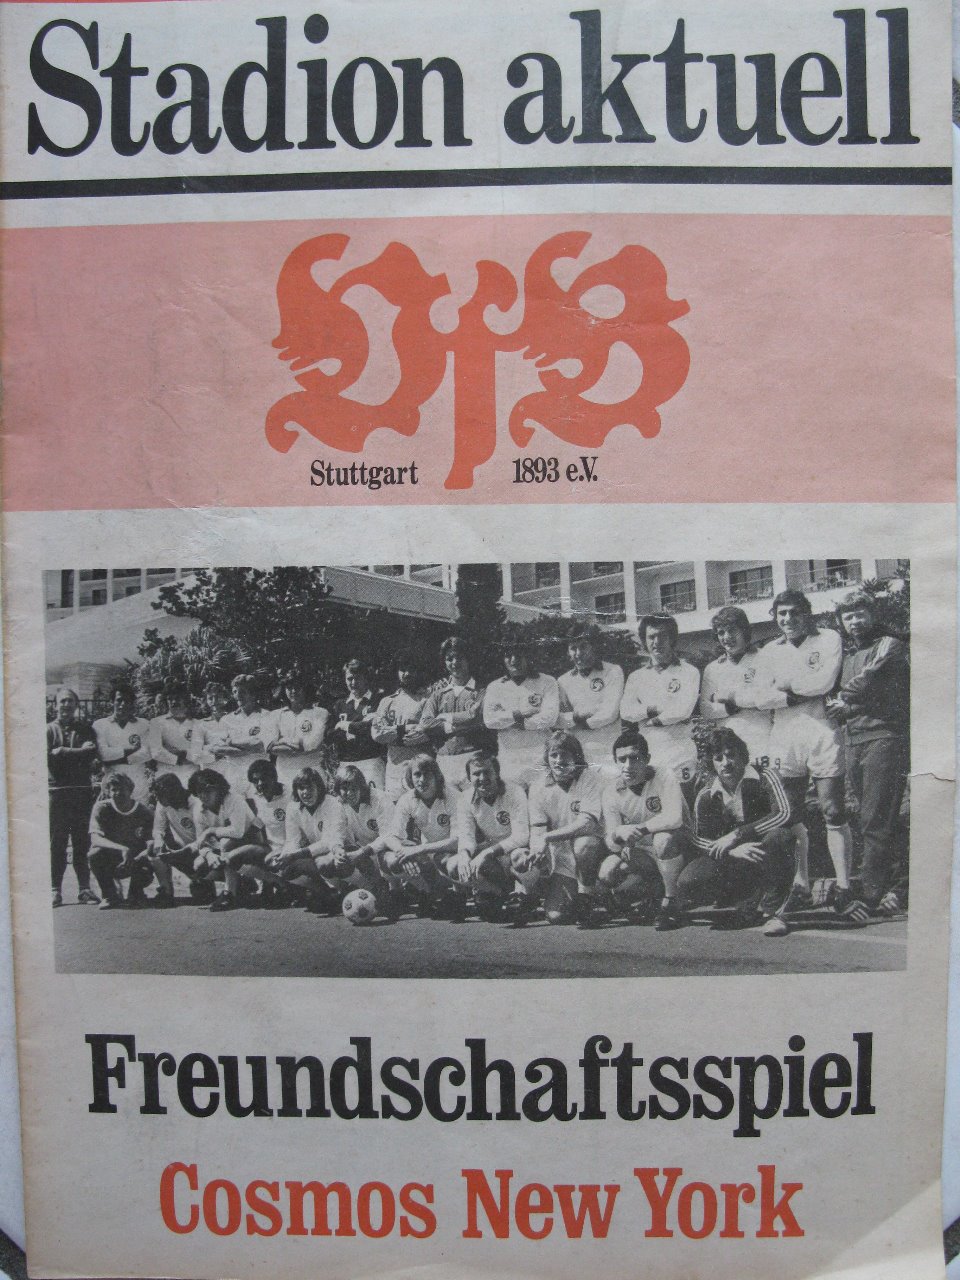 Stadion aktuell
VfB
Stuttgart 1893 e.V.
Freundschaftsspiel
Cosmos New York